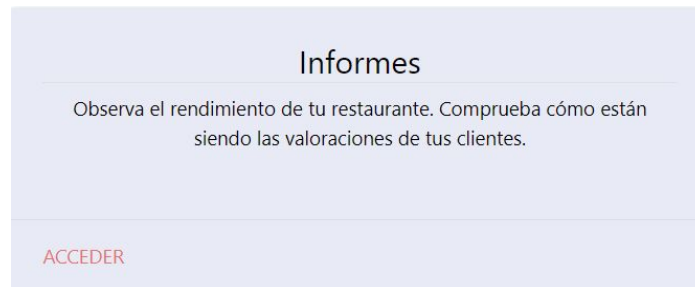 Informes
Observa el rendimiento de tu restaurante. Comprueba cómo están
siendo las valoraciones de tus clientes.
ACCEDER